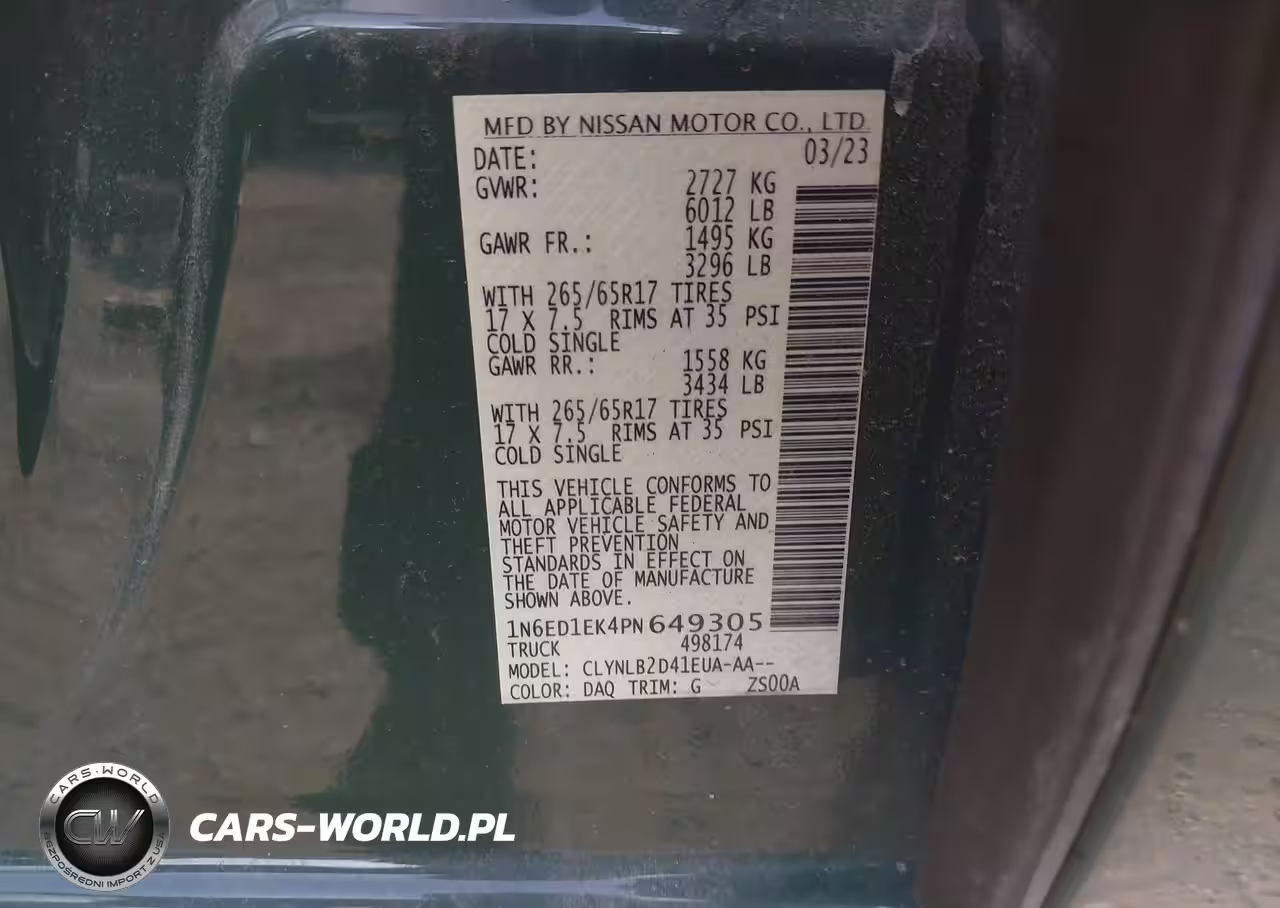 MFD BY NISSAN MOTOR CO., LTD.
DATE: 03/23
GVWR: 2727 KG
6012 LB
GAWR FR.: 1495 KG
3296 LB
WITH 265/65R17 TIRES
17 X 7.5 RIMS AT 35 PSI
COLD SINGLE
GAWR RR.: 1558 KG
3434 LB
WITH 265/65R17 TIRES
17 X 7.5 RIMS AT 35 PSI
COLD SINGLE
THIS VEHICLE CONFORMS TO
ALL APPLICABLE FEDERAL
MOTOR VEHICLE SAFETY AND
THEFT PREVENTION
STANDARDS IN EFFECT ON
THE DATE OF MANUFACTURE
SHOWN ABOVE.
1N6ED1EK4PN649305
TRUCK 498174
MODEL: CLYNLB2D41EUA-AA--
COLOR: DAQ TRIM: G ZS00A
CARS-WORLD
CW
BEZPOŚREDNI IMPORT Z USA
CARS-WORLD.PL